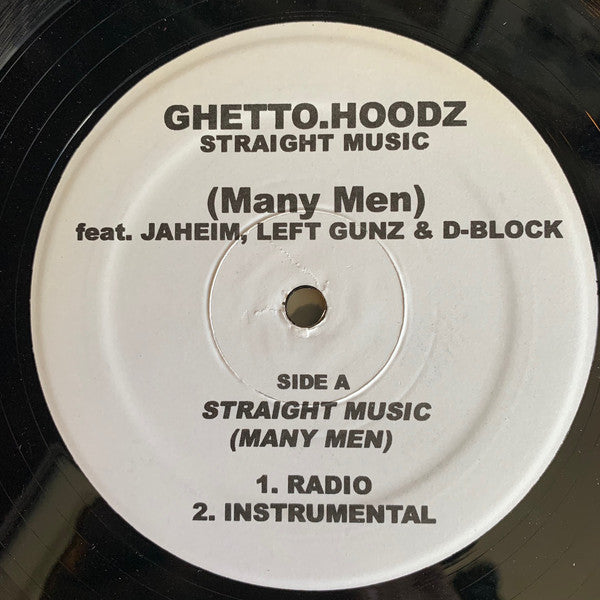 GHETTO.HOODZ
STRAIGHT MUSIC
(Many Men)
feat. JAHEIM, LEFT GUNZ & D-BLOCK
SIDE A
STRAIGHT MUSIC
(MANY MEN)
1. RADIO
2. INSTRUMENTAL